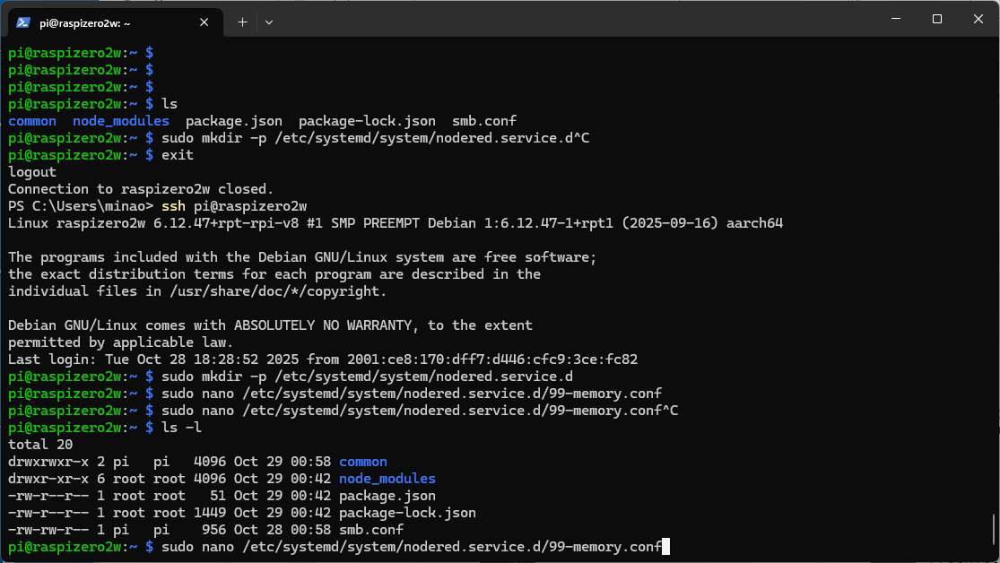 pi@raspizero2w: ~
pi@raspizero2w:~ $
pi@raspizero2w:~ $
pi@raspizero2w:~ $
pi@raspizero2w:~ $ ls
common  node_modules  package.json  package-lock.json  smb.conf
pi@raspizero2w:~ $ sudo mkdir -p /etc/systemd/system/nodered.service.d^C
pi@raspizero2w:~ $ exit
logout
Connection to raspizero2w closed.
PS C:\Users\minao> ssh pi@raspizero2w
Linux raspizero2w 6.12.47+rpt-rpi-v8 #1 SMP PREEMPT Debian 1:6.12.47-1+rpt1 (2025-09-16) aarch64
The programs included with the Debian GNU/Linux system are free software;
the exact distribution terms for each program are described in the
individual files in /usr/share/doc/*/copyright.
Debian GNU/Linux comes with ABSOLUTELY NO WARRANTY, to the extent
permitted by applicable law.
Last login: Tue Oct 28 18:28:52 2025 from 2001:ce8:170:dff7:d446:cfc9:3ce:fc82
pi@raspizero2w:~ $ sudo mkdir -p /etc/systemd/system/nodered.service.d
pi@raspizero2w:~ $ sudo nano /etc/systemd/system/nodered.service.d/99-memory.conf
pi@raspizero2w:~ $ sudo nano /etc/systemd/system/nodered.service.d/99-memory.conf^C
pi@raspizero2w:~ $ ls -l
total 20
drwxrwxr-x 2 pi   pi   4096 Oct 29 00:58 common
drwxr-xr-x 6 root root 4096 Oct 29 00:42 node_modules
-rw-r--r-- 1 root root   51 Oct 29 00:42 package.json
-rw-r--r-- 1 root root 1449 Oct 29 00:42 package-lock.json
-rw-rw-r-- 1 pi   pi    956 Oct 28 00:58 smb.conf
pi@raspizero2w:~ $ sudo nano /etc/systemd/system/nodered.service.d/99-memory.conf